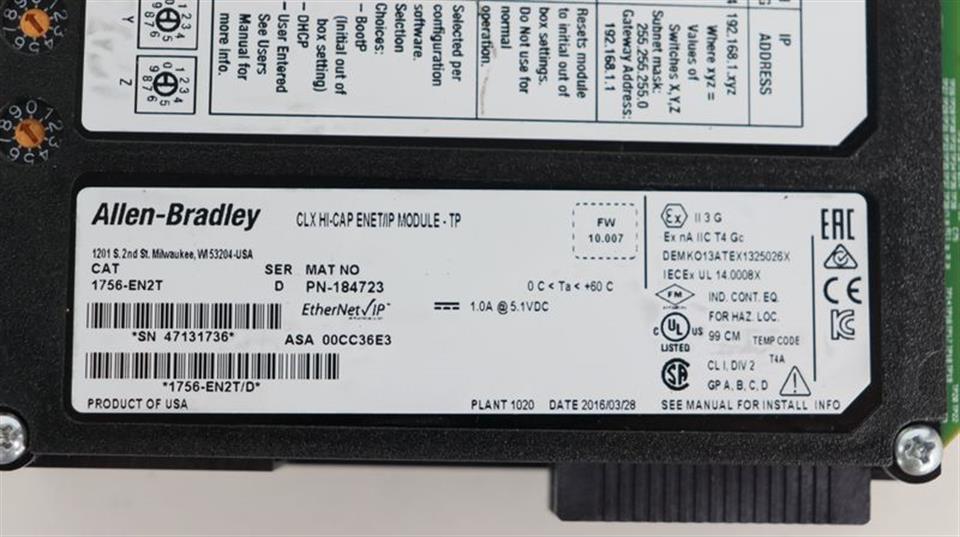 Allen-Bradley
CLX HI-CAP ENET/IP MODULE - TP
1201 S. 2nd St. Milwaukee, WI 53204-USA
CAT SER MAT NO
1756-EN2T D PN-184723
EtherNet/IP
*SN 47131736*
ASA 00CC36E3
*1756-EN2T/D*
PRODUCT OF USA
FW
10.007
0 C < Ta < +60 C
1.0A @ 5.1VDC
PLANT 1020 DATE 2016/03/28
Ex II 3 G
Ex nA IIC T4 Gc
DEMKO13ATEX1325026X
IECEx UL 14.0008X
FM
IND. CONT. EQ.
FOR HAZ. LOC.
C UL US
LISTED
99 CM TEMP CODE
T4A
SA
CL I, DIV 2
GP A, B, C, D
SEE MANUAL FOR INSTALL INFO
EAC
CE
KC
IP
ADDRESS
192.168.1.xyz
Where xyz =
Values of
Switches X,Y,Z
Subnet mask:
255.255.255.0
Gateway Address:
192.168.1.1
Resets module
to initial out of
box settings.
Do Not use for
normal
operation.
Selected per
configuration
software.
Selection
Choices:
– BootP
(Initial out of
box setting)
– DHCP
– User Entered
See Users
Manual for
more Info.
Y
Z